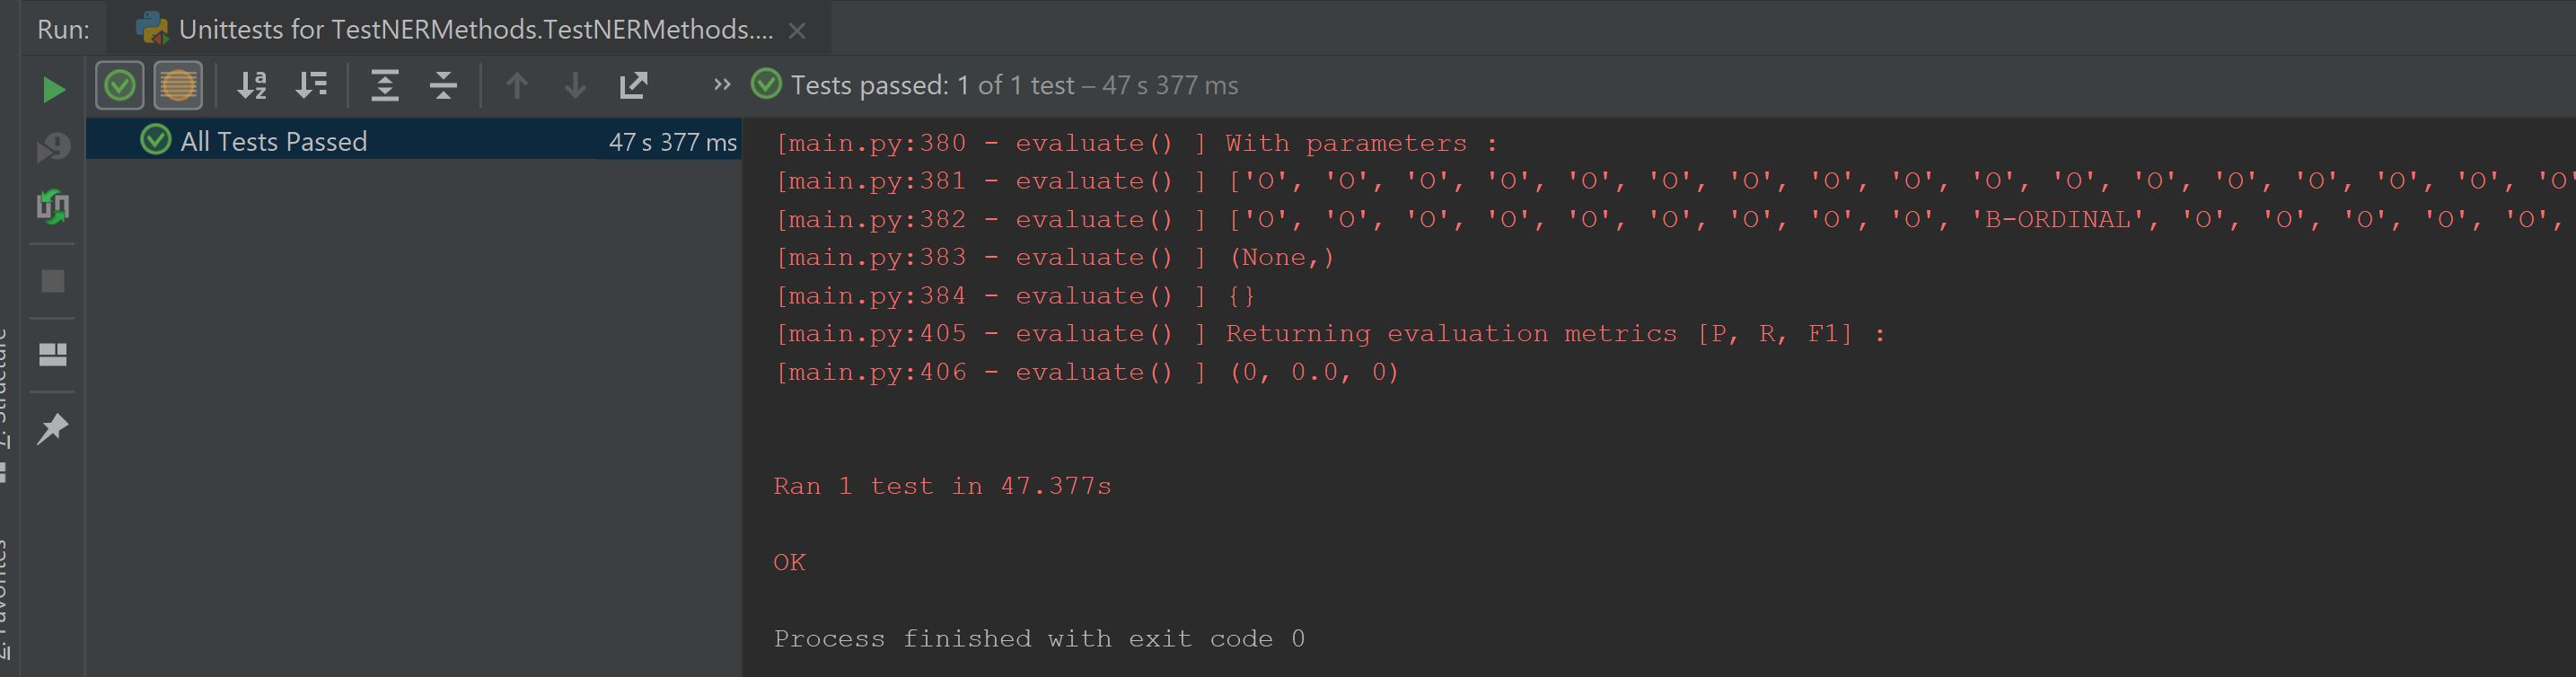 Run: Unittests for TestNERMethods.TestNERMethods....
Tests passed: 1 of 1 test – 47 s 377 ms
All Tests Passed 47 s 377 ms
[main.py:380 - evaluate() ] With parameters :
[main.py:381 - evaluate() ] ['O', 'O', 'O', 'O', 'O', 'O', 'O', 'O', 'O', 'O', 'O', 'O', 'O', 'O', 'O', 'O', 'O'
[main.py:382 - evaluate() ] ['O', 'O', 'O', 'O', 'O', 'O', 'O', 'O', 'O', 'B-ORDINAL', 'O', 'O', 'O', 'O', 'O',
[main.py:383 - evaluate() ] (None,)
[main.py:384 - evaluate() ] {}
[main.py:405 - evaluate() ] Returning evaluation metrics [P, R, F1] :
[main.py:406 - evaluate() ] (0, 0.0, 0)
Ran 1 test in 47.377s
OK
Process finished with exit code 0